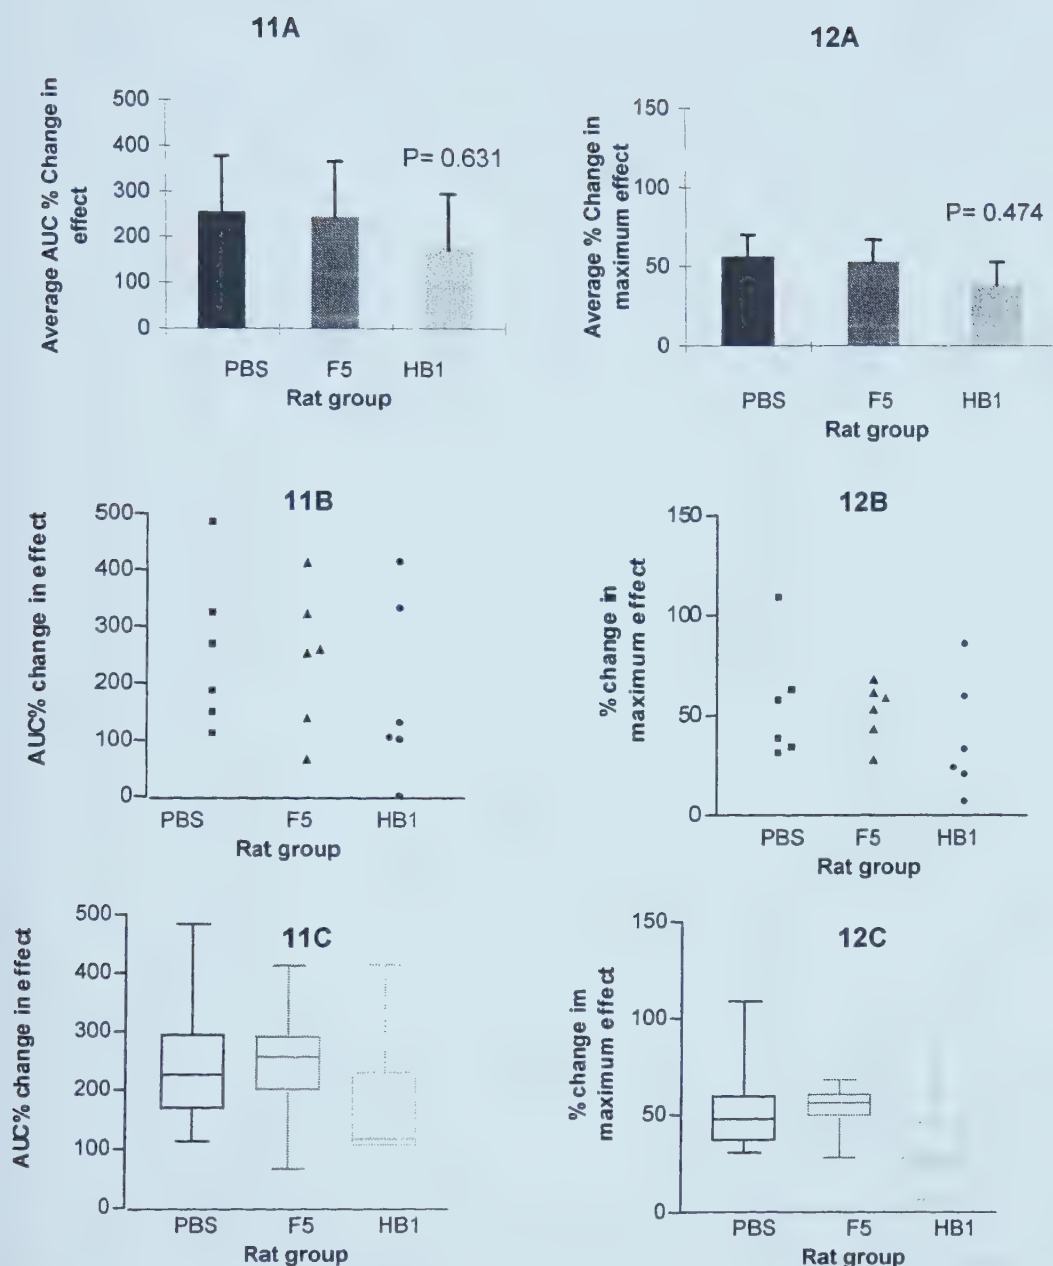 11A
Average AUC % Change in
effect
500
400
300
200
100
0
P= 0.631
PBS F5 HB1
Rat group
12A
Average % Change in
maximum effect
150
100
50
0
P= 0.474
PBS F5 HB1
Rat group
11B
AUC% change in effect
500
400
300
200
100
0
PBS F5 HB1
Rat group
12B
% change in
maximum effect
150
100
50
0
PBS F5 HB1
Rat group
11C
AUC% change in effect
500
400
300
200
100
0
PBS F5 HB1
Rat group
12C
% change im
maximum effect
150
100
50
0
PBS F5 HB1
Rat group